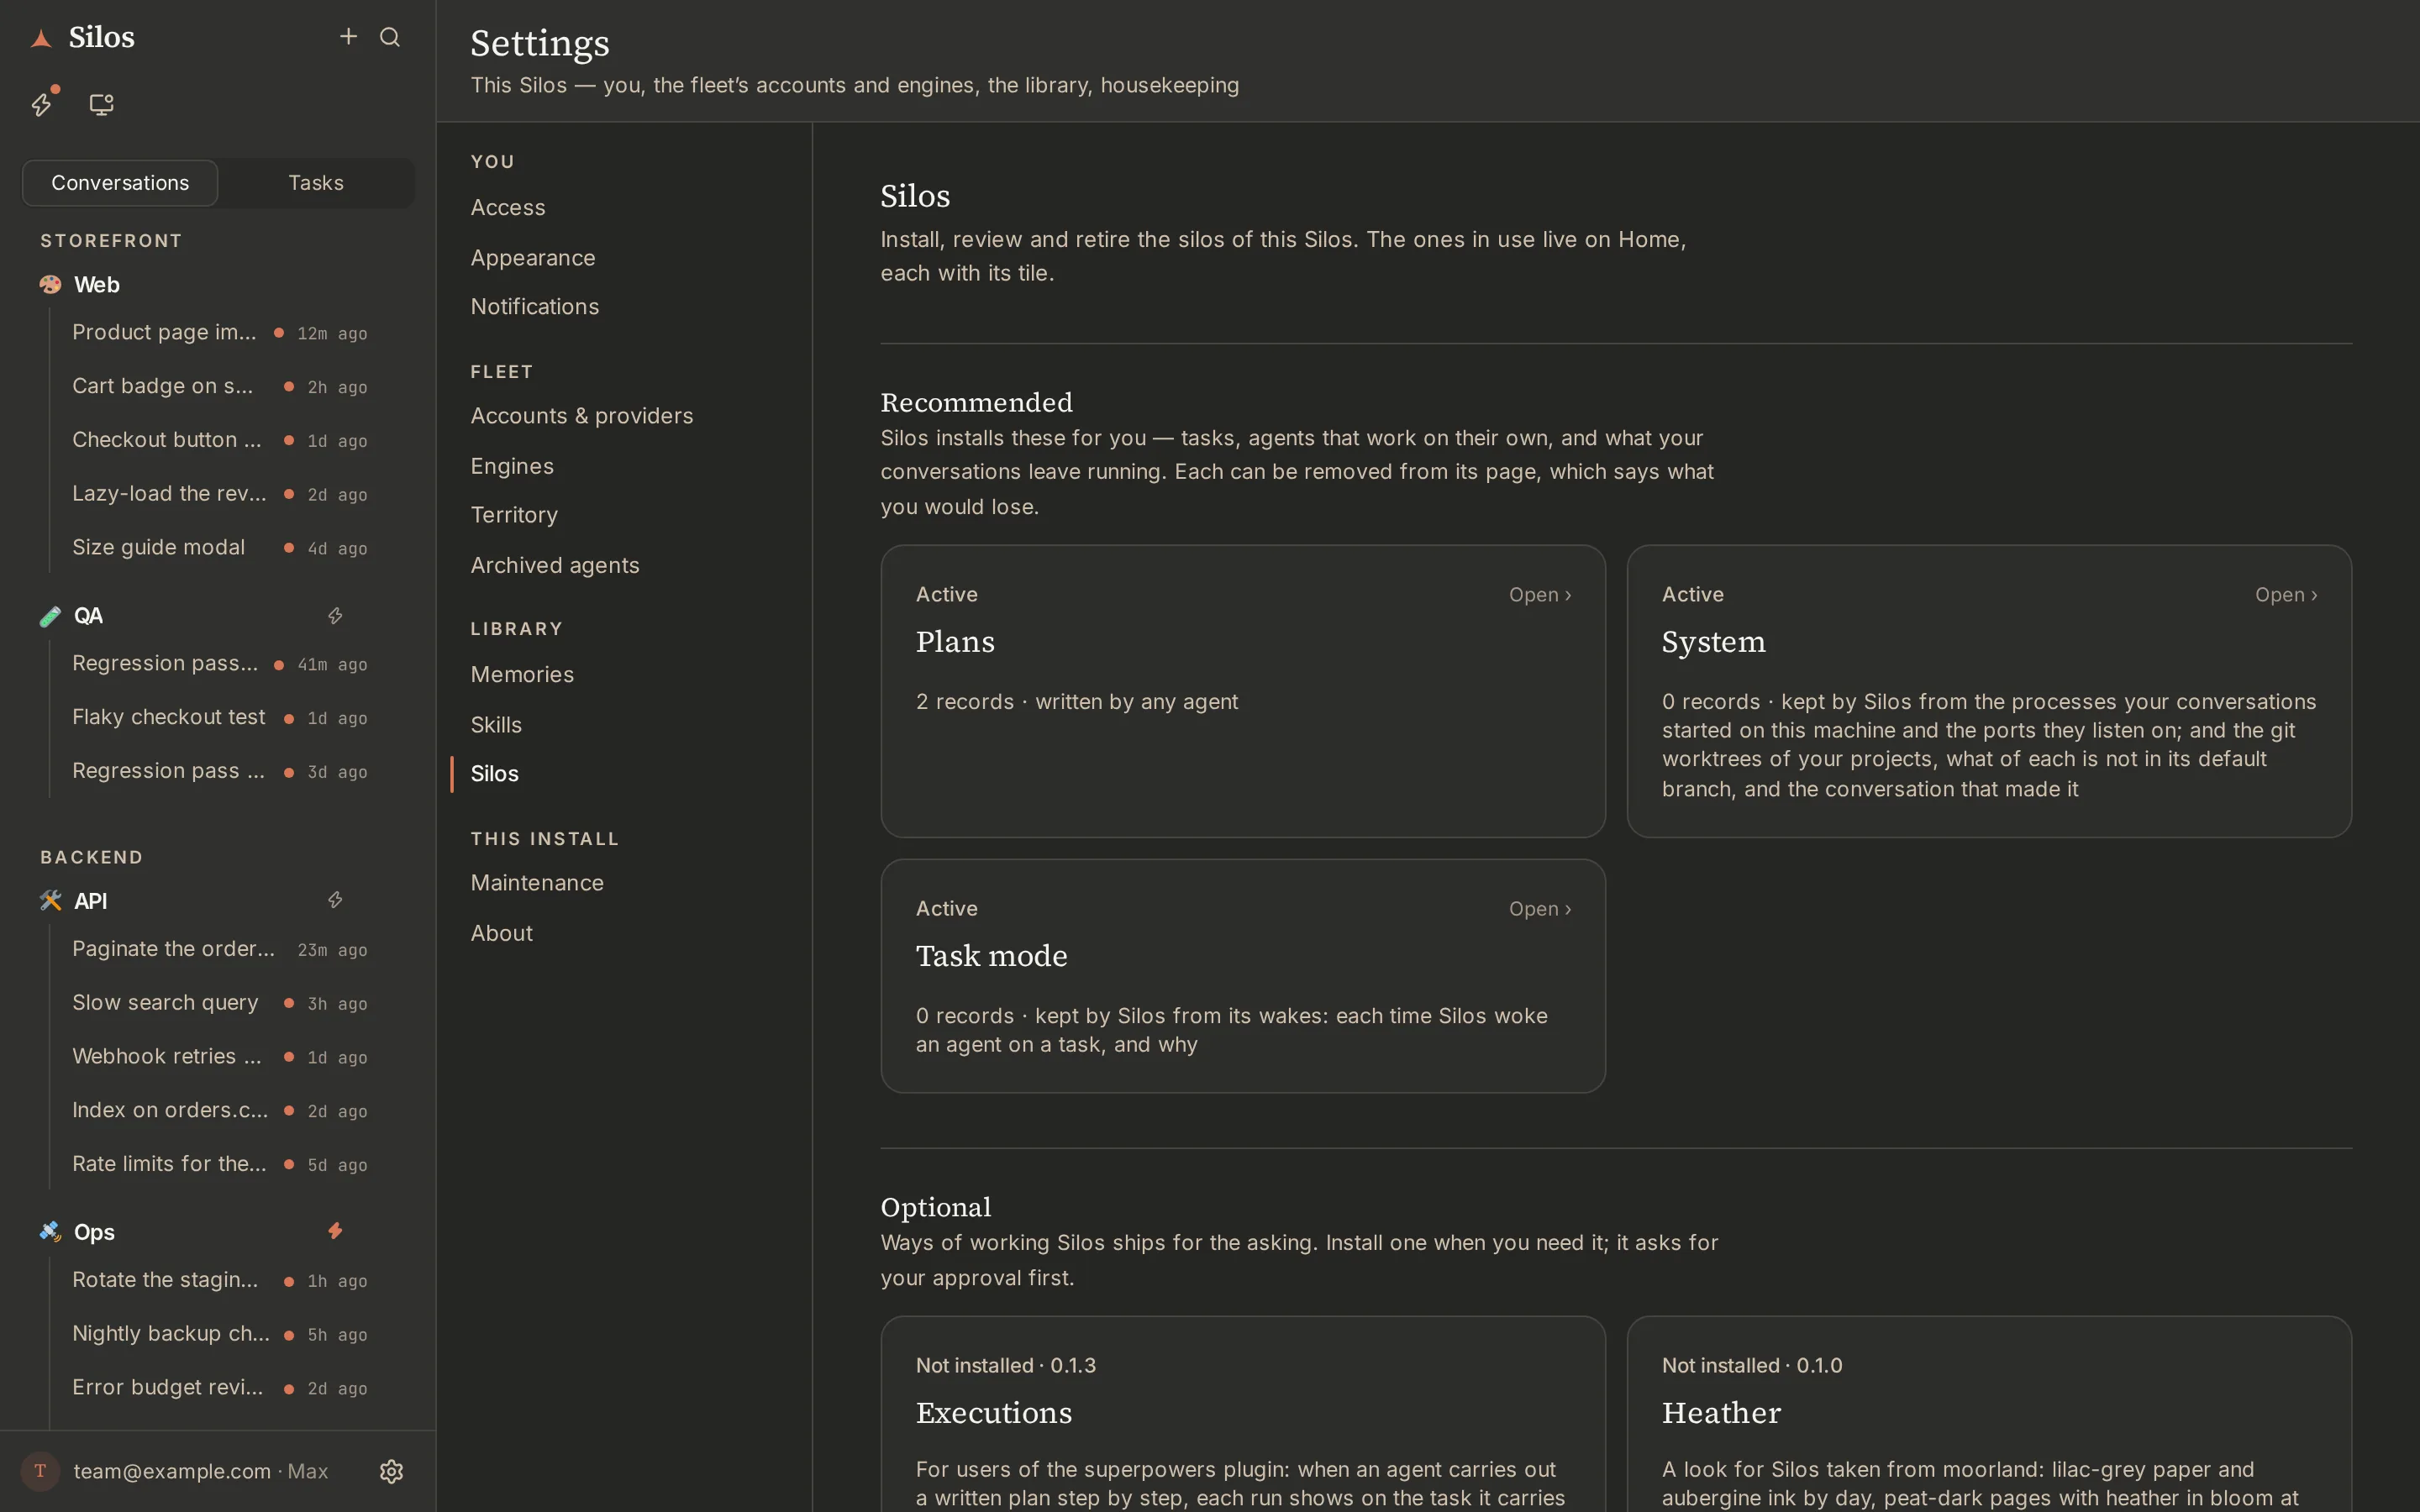 Silos
Conversations
Tasks
STOREFRONT
Web
Product page im... 12m ago
Cart badge on s... 2h ago
Checkout button ... 1d ago
Lazy-load the rev... 2d ago
Size guide modal 4d ago
QA
Regression pass... 41m ago
Flaky checkout test 1d ago
Regression pass ... 3d ago
BACKEND
API
Paginate the order... 23m ago
Slow search query 3h ago
Webhook retries ... 1d ago
Index on orders.c... 2d ago
Rate limits for the... 5d ago
Ops
Rotate the stagin... 1h ago
Nightly backup ch... 5h ago
Error budget revi... 2d ago
T
team@example.com · Max
Settings
This Silos — you, the fleet’s accounts and engines, the library, housekeeping
YOU
Access
Appearance
Notifications
FLEET
Accounts & providers
Engines
Territory
Archived agents
LIBRARY
Memories
Skills
Silos
THIS INSTALL
Maintenance
About
Silos
Install, review and retire the silos of this Silos. The ones in use live on Home,
each with its tile.
Recommended
Silos installs these for you — tasks, agents that work on their own, and what your
conversations leave running. Each can be removed from its page, which says what
you would lose.
Active
Open ›
Plans
2 records · written by any agent
Active
Open ›
System
0 records · kept by Silos from the processes your conversations
started on this machine and the ports they listen on; and the git
worktrees of your projects, what of each is not in its default
branch, and the conversation that made it
Active
Open ›
Task mode
0 records · kept by Silos from its wakes: each time Silos woke
an agent on a task, and why
Optional
Ways of working Silos ships for the asking. Install one when you need it; it asks for
your approval first.
Not installed · 0.1.3
Executions
For users of the superpowers plugin: when an agent carries out
a written plan step by step, each run shows on the task it carries
Not installed · 0.1.0
Heather
A look for Silos taken from moorland: lilac-grey paper and
aubergine ink by day, peat-dark pages with heather in bloom at